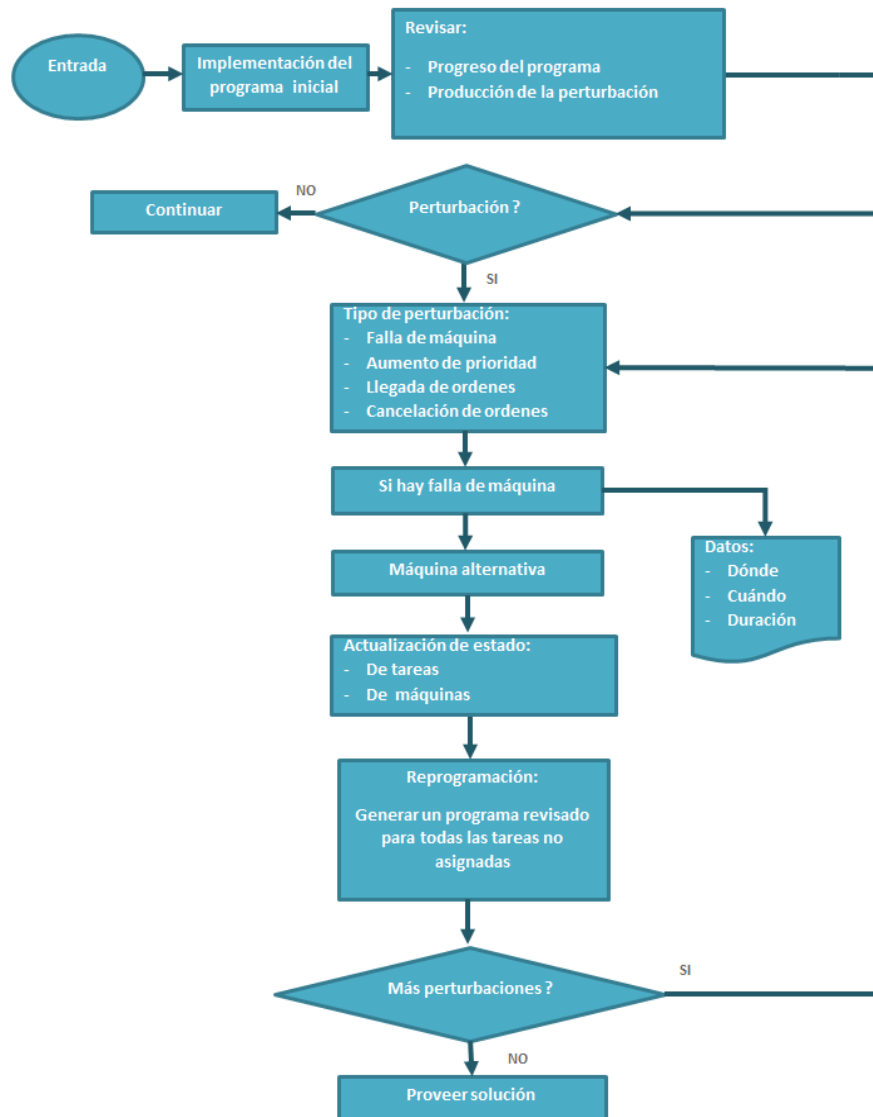 Entrada
Implementación del
programa inicial
Revisar:
- Progreso del programa
- Producción de la perturbación
Perturbación ?
NO
Continuar
SI
Tipo de perturbación:
- Falla de máquina
- Aumento de prioridad
- Llegada de ordenes
- Cancelación de ordenes
Si hay falla de máquina
Datos:
- Dónde
- Cuándo
- Duración
Máquina alternativa
Actualización de estado:
- De tareas
- De máquinas
Reprogramación:
Generar un programa revisado
para todas las tareas no
asignadas
Más perturbaciones ?
SI
NO
Proveer solución